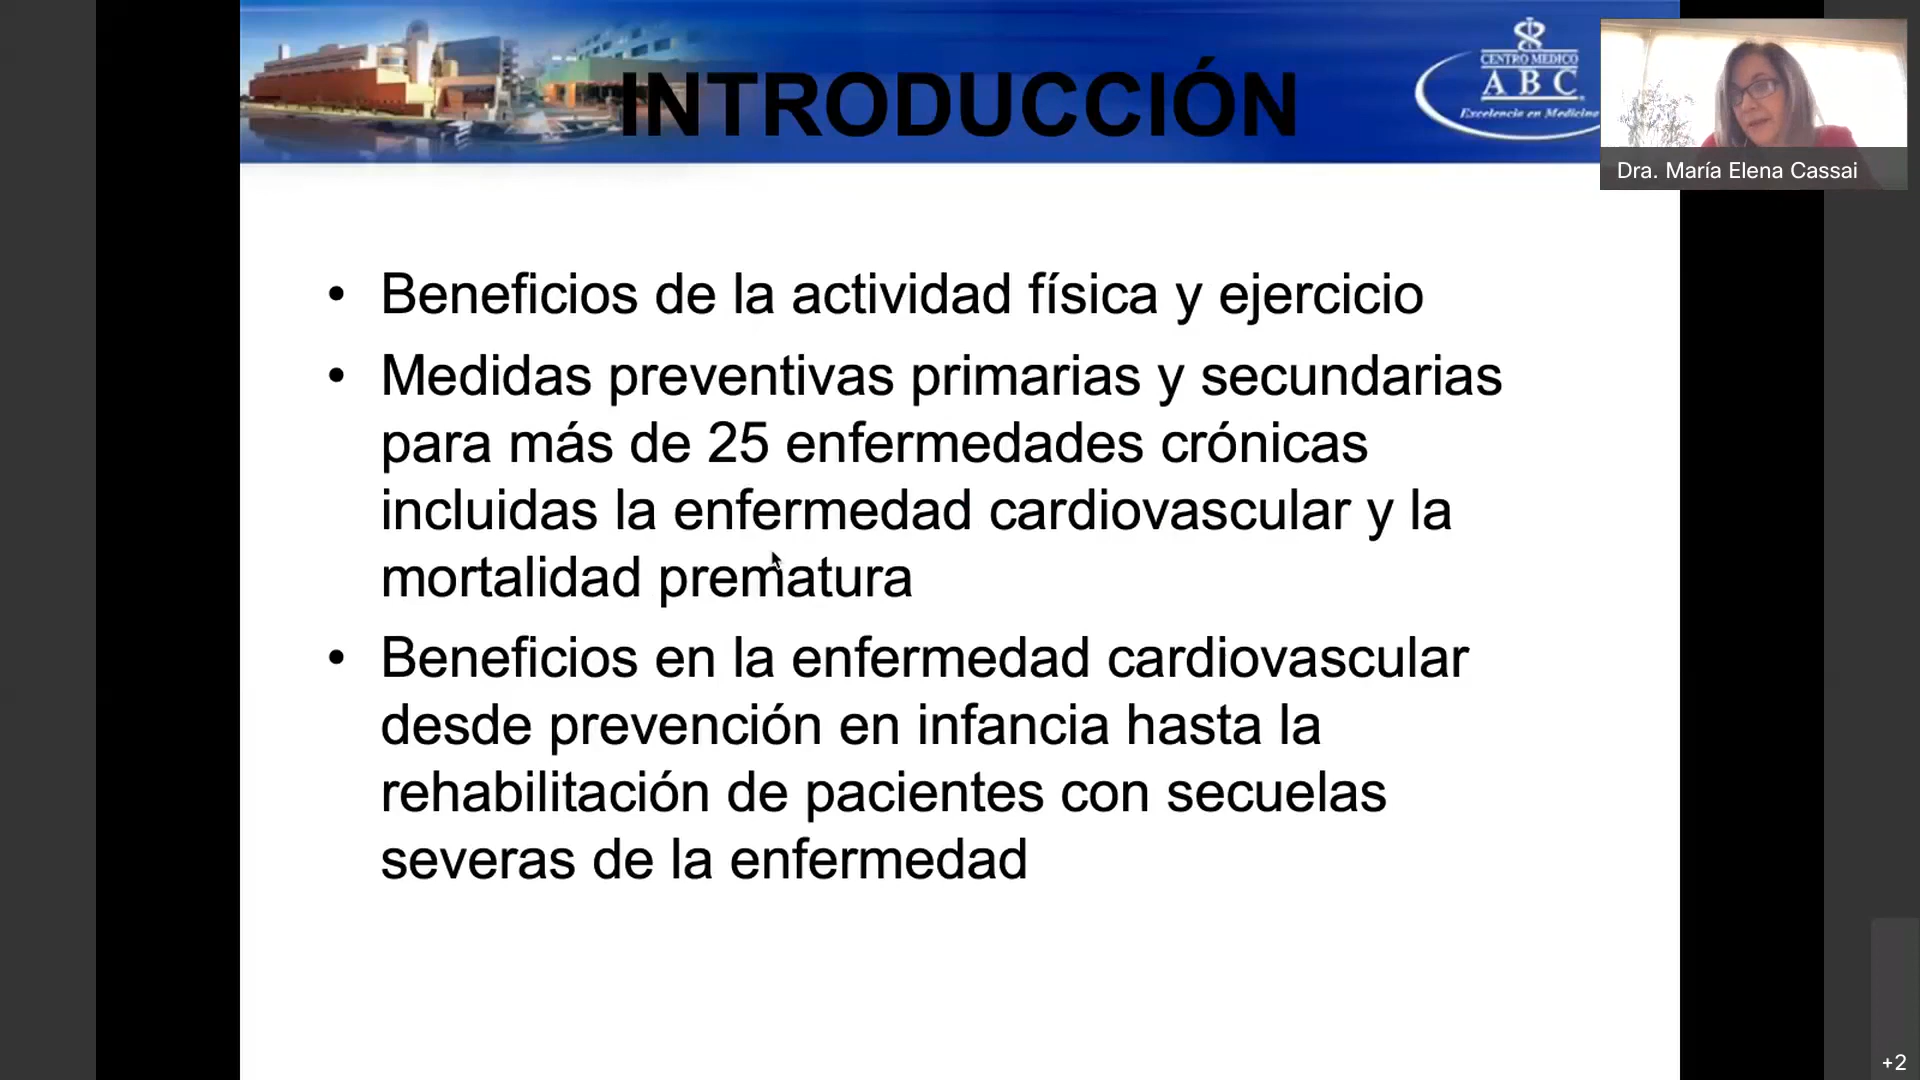 INTRODUCCIÓN
CENTRO MEDICO
ABC
Excelencia en Medicina
Dra. María Elena Cassai
• Beneficios de la actividad física y ejercicio
• Medidas preventivas primarias y secundarias
para más de 25 enfermedades crónicas
incluidas la enfermedad cardiovascular y la
mortalidad prematura
• Beneficios en la enfermedad cardiovascular
desde prevención en infancia hasta la
rehabilitación de pacientes con secuelas
severas de la enfermedad
+2